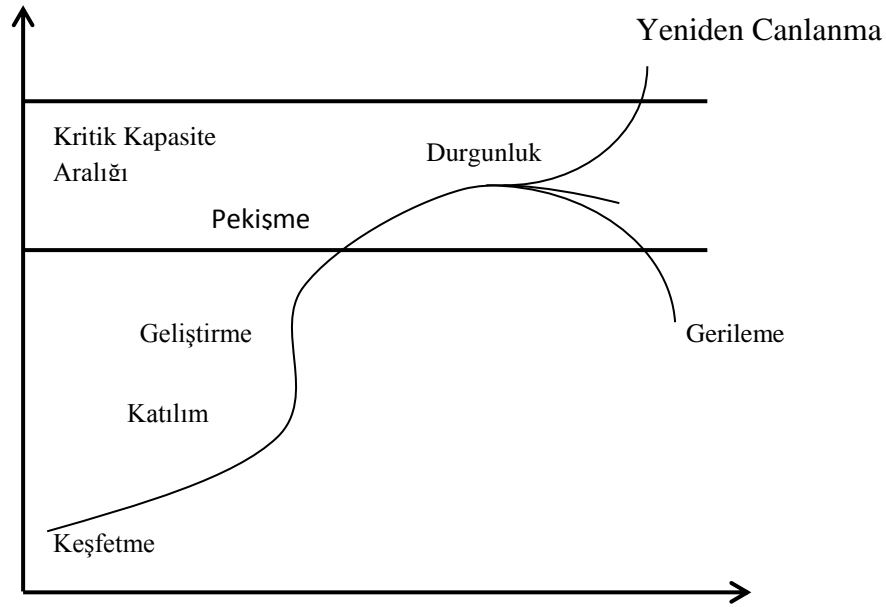 Yeniden Canlanma
Kritik Kapasite
Aralığı
Durgunluk
Pekişme
Geliştirme
Gerileme
Katılım
Keşfetme